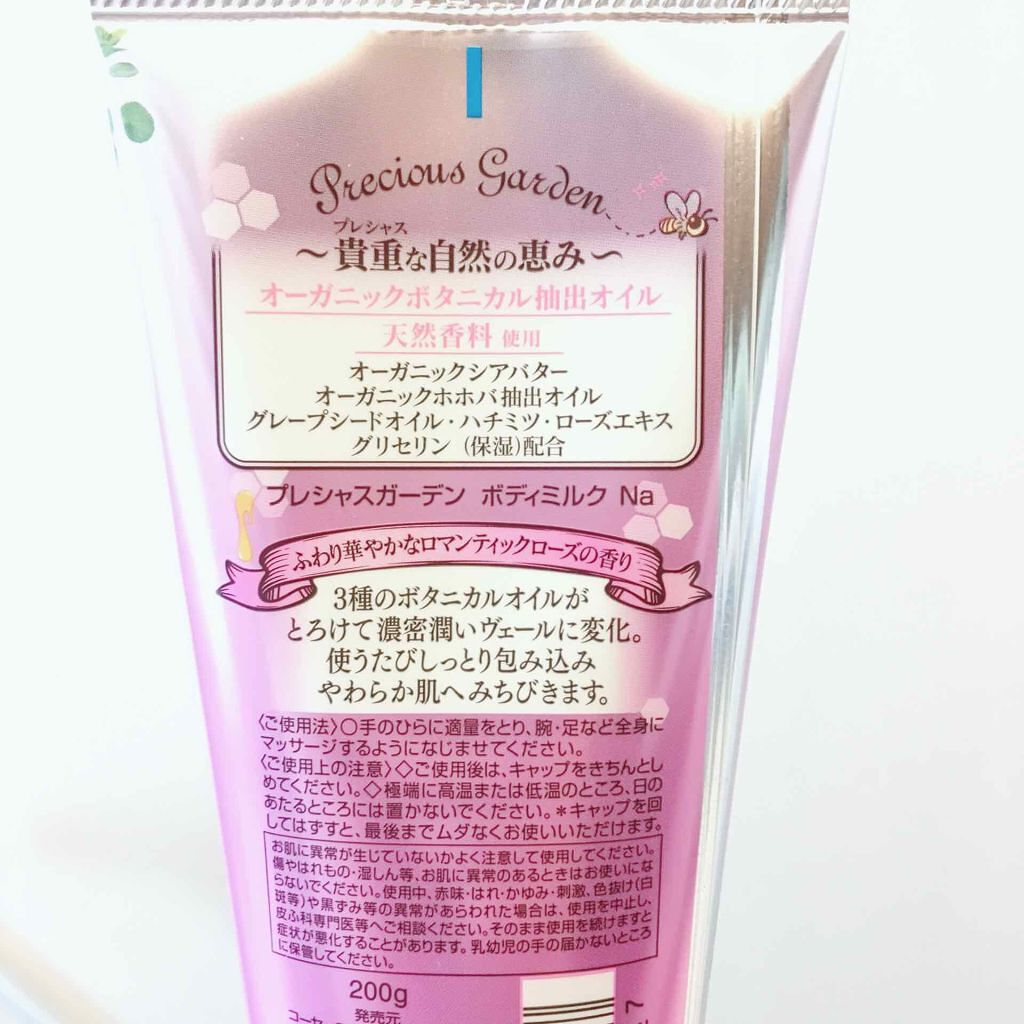 Precious Garden
プレシャス
～貴重な自然の恵み～
オーガニックボタニカル抽出オイル
天然香料 使用
オーガニックシアバター
オーガニックホホバ抽出オイル
グレープシードオイル・ハチミツ・ローズエキス
グリセリン（保湿）配合
プレシャスガーデン ボディミルク Na
ふわり華やかなロマンティックローズの香り
3種のボタニカルオイルが
とろけて濃密潤いヴェールに変化。
使うたびしっとり包み込み
やわらか肌へみちびきます。
〈ご使用法〉○手のひらに適量をとり、腕・足など全身に
マッサージするようになじませてください。
〈ご使用上の注意〉◇ご使用後は、キャップをきちんとし
めてください。◇極端に高温または低温のところ、日の
あたるところには置かないでください。＊キャップを回
してはずすと、最後までムダなくお使いいただけます。
お肌に異常が生じていないかよく注意して使用してください。
傷やはれもの・湿しん等、お肌に異常のあるときはお使いにな
らないでください。使用中、赤味・はれ・かゆみ・刺激、色抜け（白
斑等）や黒ずみ等の異常があらわれた場合は、使用を中止し、
皮ふ科専門医等へご相談ください。そのまま使用を続けますと
症状が悪化することがあります。乳幼児の手の届かないところ
に保管してください。
200g
発売元
コーセー
7